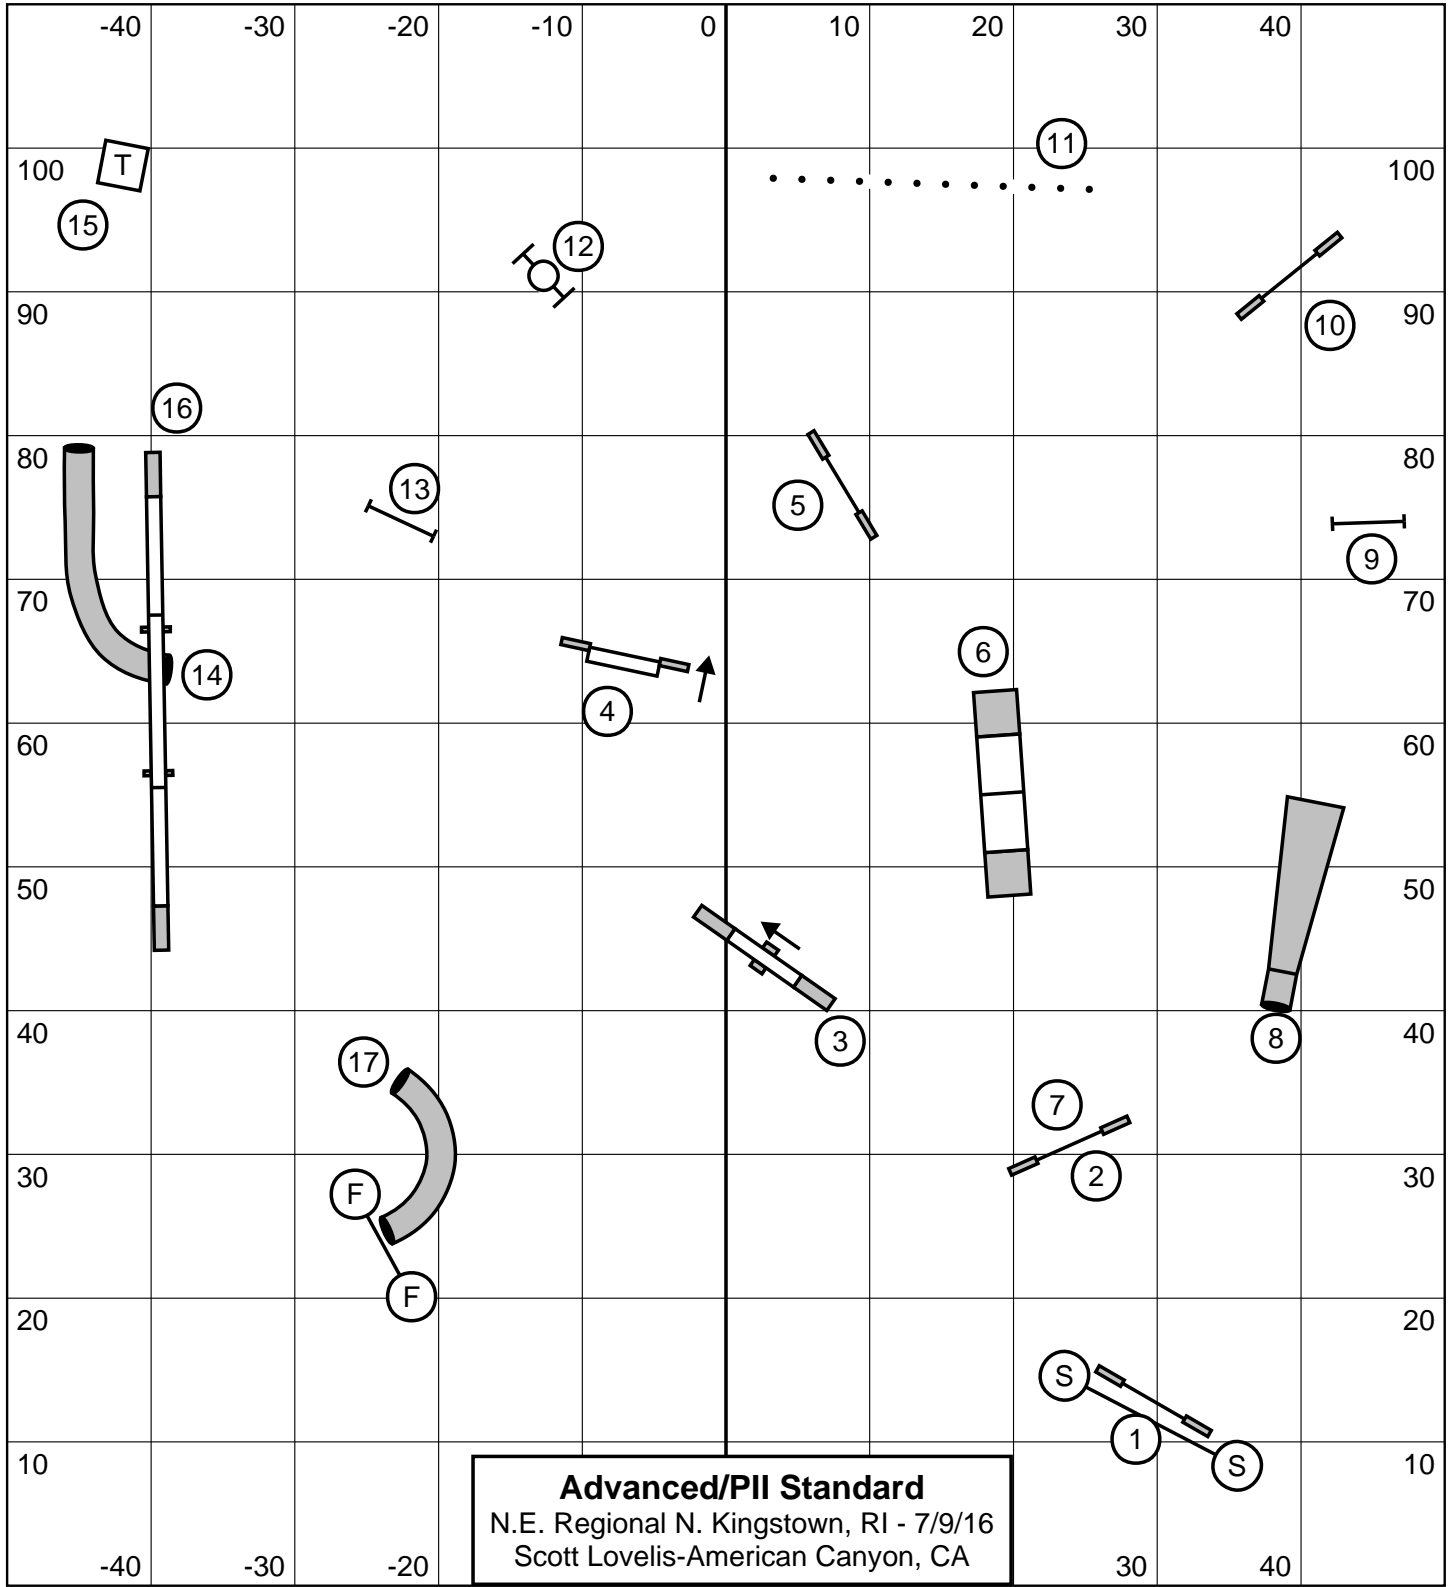 -40 -30 -20 -10 0 10 20 30 40
11
100 T 100
15
12
90 10 90
16
80 13 5 80
9
70 6 70
14
4
60 60
50 50
40 3 8 40
17
7
30 F 2 30
F
20 20
S
1
10 S 10
Advanced/PII Standard
N.E. Regional N. Kingstown, RI - 7/9/16
Scott Lovelis-American Canyon, CA
-40 -30 -20 30 40